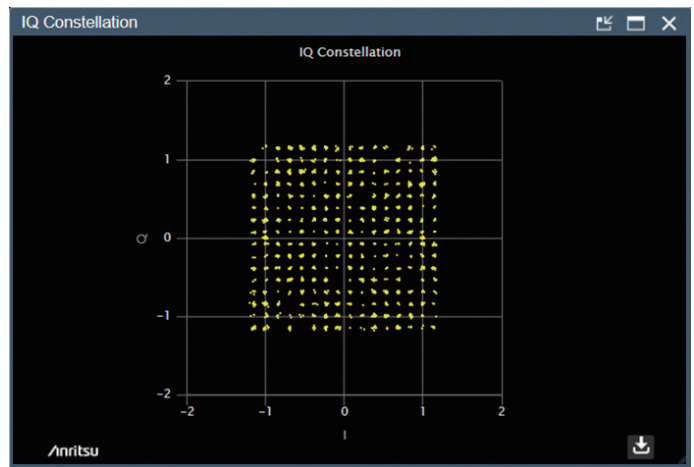 IQ Constellation
IQ Constellation
2
1
0
-1
-2
Q
-2 -1 0 1 2
I
Anritsu